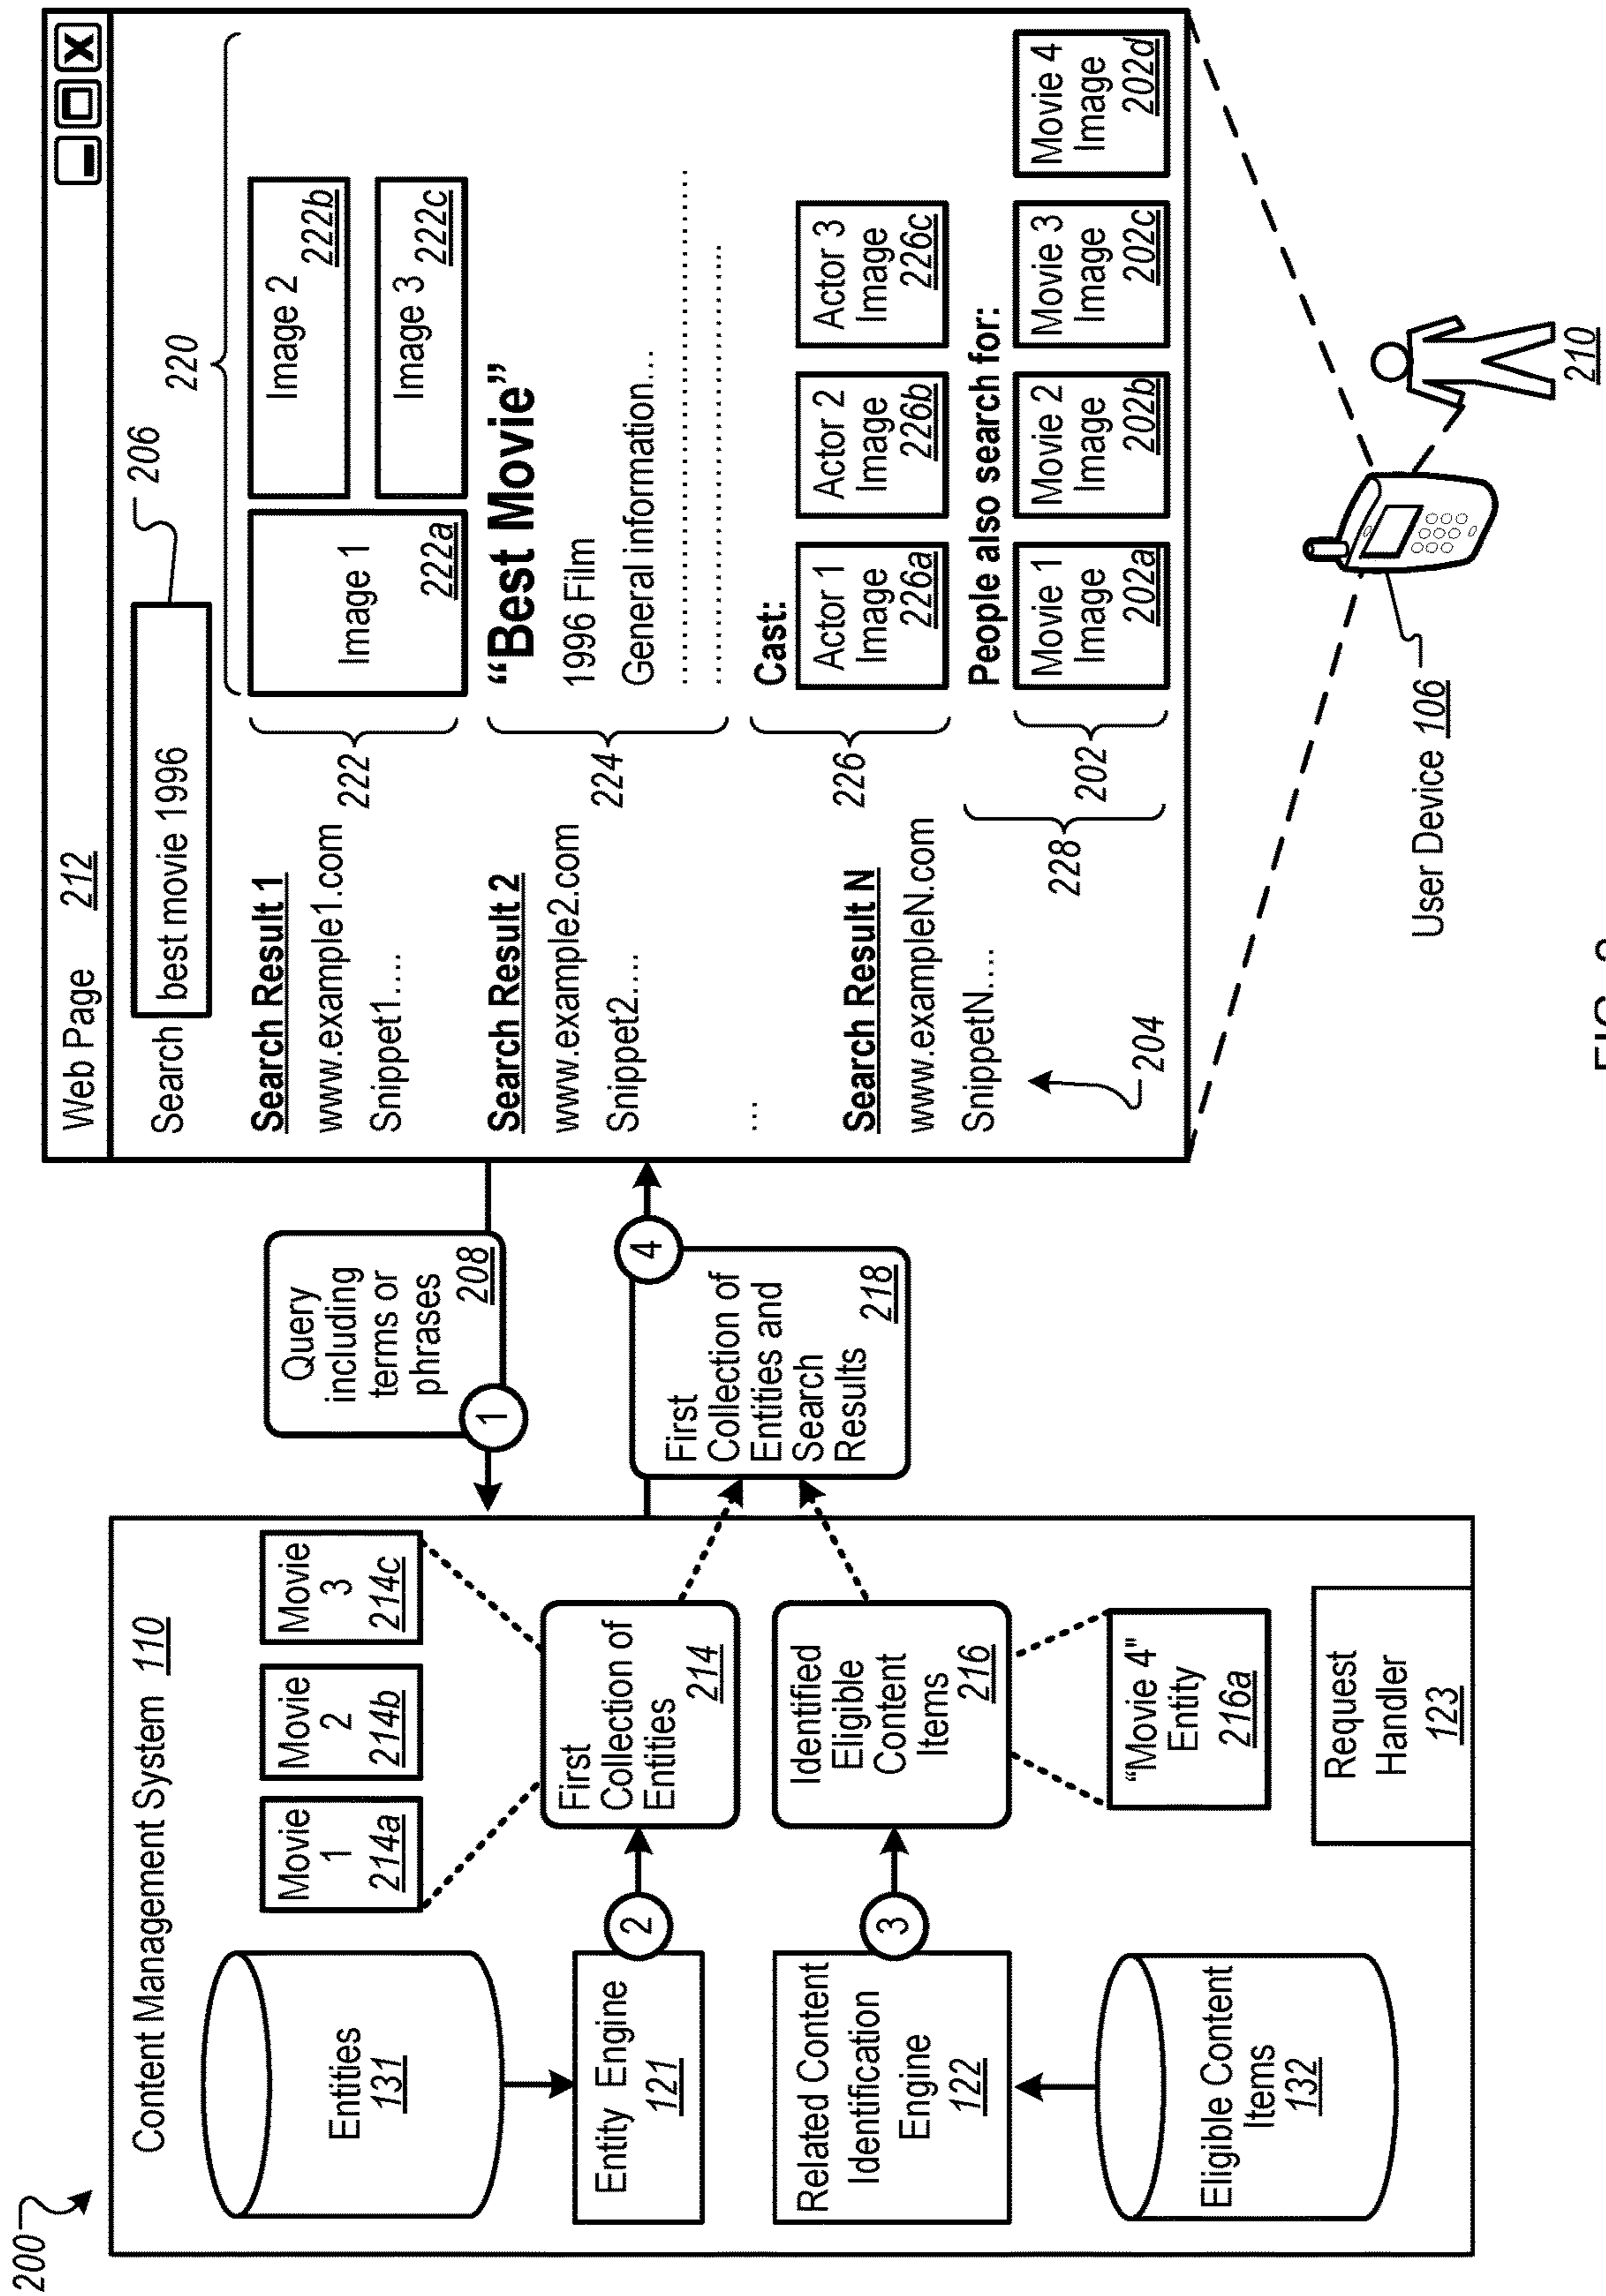 200
Content Management System 110
Entities
131
Movie
1
214a
Movie
2
214b
Movie
3
214c
Entity Engine
121
2
First
Collection of
Entities
214
Related Content
Identification
Engine
122
3
Identified
Eligible
Content
Items
216
Eligible Content
Items
132
"Movie 4"
Entity
216a
Request
Handler
123
Query
including
terms or
phrases
208
1
4
First
Collection of
Entities and
Search
Results
218
Web Page 212
Search
best movie 1996
206
220
Search Result 1
www.example1.com
Snippet1....
Search Result 2
www.example2.com
Snippet2....
...
Search Result N
www.exampleN.com
SnippetN....
204
222
Image 1
222a
Image 2
222b
Image 3
222c
224
“Best Movie”
1996 Film
General information...
226
Cast:
Actor 1
Image
226a
Actor 2
Image
226b
Actor 3
Image
226c
228
People also search for:
202
Movie 1
Image
202a
Movie 2
Image
202b
Movie 3
Image
202c
Movie 4
Image
202d
User Device 106
210